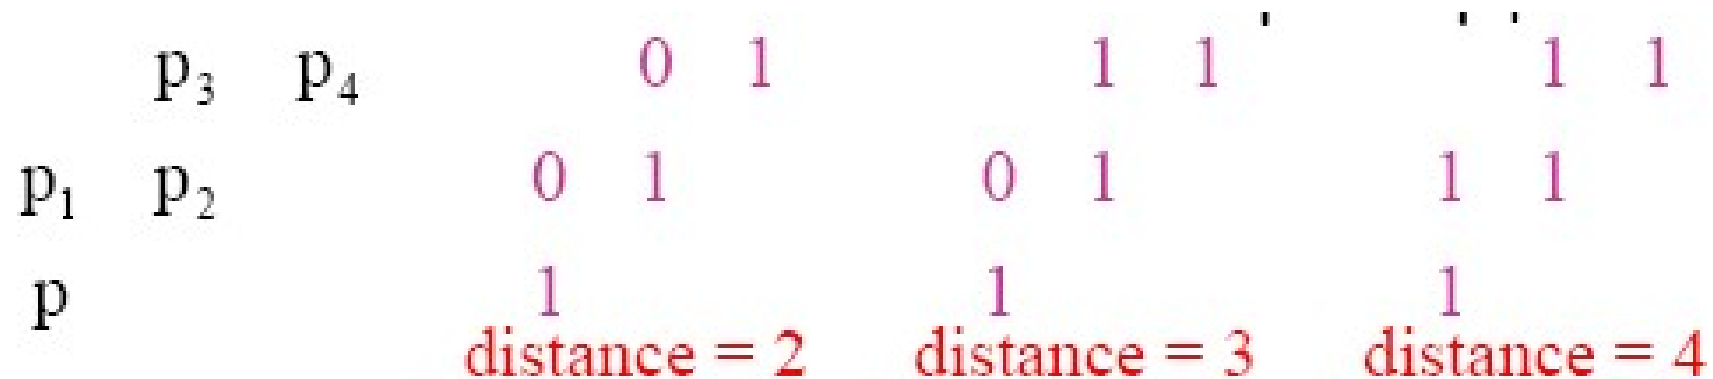 p₃ p₄ 0 1 1 1 1 1
p₁ p₂ 0 1 0 1 1 1
p 1 1 1
distance = 2 distance = 3 distance = 4